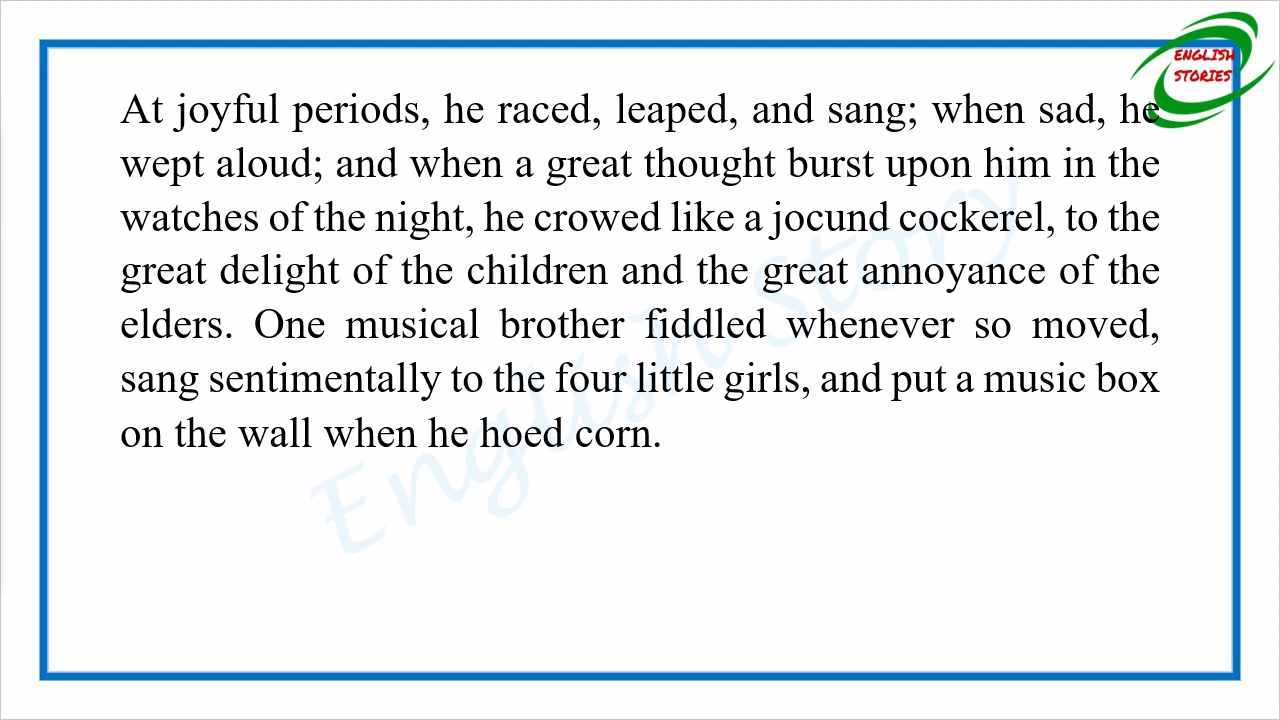 ENGLISH
STORIES
At joyful periods, he raced, leaped, and sang; when sad, he
wept aloud; and when a great thought burst upon him in the
watches of the night, he crowed like a jocund cockerel, to the
great delight of the children and the great annoyance of the
elders. One musical brother fiddled whenever so moved,
sang sentimentally to the four little girls, and put a music box
on the wall when he hoed corn.
English Story